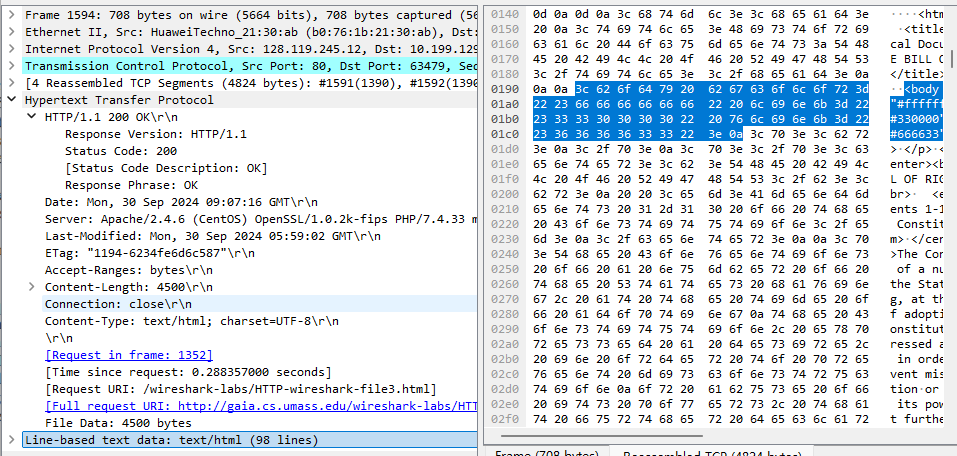 Frame 1594: 708 bytes on wire (5664 bits), 708 bytes captured (5
Ethernet II, Src: HuaweiTechno_21:30:ab (b0:76:1b:21:30:ab), Dst:
Internet Protocol Version 4, Src: 128.119.245.12, Dst: 10.199.129
Transmission Control Protocol, Src Port: 80, Dst Port: 63479, Sec
[4 Reassembled TCP Segments (4824 bytes): #1591(1390), #1592(1390
Hypertext Transfer Protocol
HTTP/1.1 200 OK\r\n
Response Version: HTTP/1.1
Status Code: 200
[Status Code Description: OK]
Response Phrase: OK
Date: Mon, 30 Sep 2024 09:07:16 GMT\r\n
Server: Apache/2.4.6 (CentOS) OpenSSL/1.0.2k-fips PHP/7.4.33 m
Last-Modified: Mon, 30 Sep 2024 05:59:02 GMT\r\n
ETag: "1194-6234fe6d6c587"\r\n
Accept-Ranges: bytes\r\n
Content-Length: 4500\r\n
Connection: close\r\n
Content-Type: text/html; charset=UTF-8\r\n
\r\n
[Request in frame: 1352]
[Time since request: 0.288357000 seconds]
[Request URI: /wireshark-labs/HTTP-wireshark-file3.html]
[Full request URI: http://gaia.cs.umass.edu/wireshark-labs/HTT
File Data: 4500 bytes
Line-based text data: text/html (98 lines)
0140 0d 0a 0d 0a 3c 68 74 6d 6c 3e 3c 68 65 61 64 3e ····<ht
0150 20 0a 3c 74 69 74 6c 65 3e 48 69 73 74 6f 72 69 ·<title
0160 63 61 6c 20 44 6f 63 75 6d 65 6e 74 73 3a 54 48 cal Docu
0170 45 20 42 49 4c 4c 20 4f 46 20 52 49 47 48 54 53 E BILL O
0180 3c 2f 74 69 74 6c 65 3e 3c 2f 68 65 61 64 3e 0a </title>
0190 0a 0a 3c 62 6f 64 79 20 62 67 63 6f 6c 6f 72 3d ··<body
01a0 22 23 66 66 66 66 66 66 22 20 6c 69 6e 6b 3d 22 "#ffffff
01b0 23 33 33 30 30 30 30 22 20 76 6c 69 6e 6b 3d 22 #330000"
01c0 23 36 36 36 36 33 33 22 3e 0a 3c 70 3e 3c 62 72 #666633"
01d0 3e 0a 3c 2f 70 3e 0a 3c 70 3e 3c 2f 70 3e 3c 63 >·</p>·<
01e0 65 6e 74 65 72 3e 3c 62 3e 54 48 45 20 42 49 4c enter><b
01f0 4c 20 4f 46 20 52 49 47 48 54 53 3c 2f 62 3e 3c L OF RIG
0200 62 72 3e 0a 20 20 3c 65 6d 3e 41 6d 65 6e 64 6d br>· <e
0210 65 6e 74 73 20 31 2d 31 30 20 6f 66 20 74 68 65 ents 1-1
0220 20 43 6f 6e 73 74 69 74 75 74 69 6f 6e 3c 2f 65 Constit
0230 6d 3e 0a 3c 2f 63 65 6e 74 65 72 3e 0a 0a 3c 70 m>·</cen
0240 3e 54 68 65 20 43 6f 6e 76 65 6e 74 69 6f 6e 73 >The Con
0250 20 6f 66 20 61 20 6e 75 6d 62 65 72 20 6f 66 20 of a nu
0260 74 68 65 20 53 74 61 74 65 73 20 68 61 76 69 6e the Stat
0270 67 2c 20 61 74 20 74 68 65 20 74 69 6d 65 20 6f g, at th
0280 66 20 61 64 6f 70 74 69 6e 67 0a 74 68 65 20 43 f adopti
0290 6f 6e 73 74 69 74 75 74 69 6f 6e 2c 20 65 78 70 onstitut
02a0 72 65 73 73 65 64 20 61 20 64 65 73 69 72 65 2c ressed a
02b0 20 69 6e 20 6f 72 64 65 72 20 74 6f 20 70 72 65 in orde
02c0 76 65 6e 74 20 6d 69 73 63 6f 6e 73 74 72 75 63 vent mis
02d0 74 69 6f 6e 0a 6f 72 20 61 62 75 73 65 20 6f 66 tion·or
02e0 20 69 74 73 20 70 6f 77 65 72 73 2c 20 74 68 61 its pow
02f0 74 20 66 75 72 74 68 65 72 20 64 65 63 6c 61 72 t furthe
Frame (708 bytes) Reassembled TCP (4824 bytes)